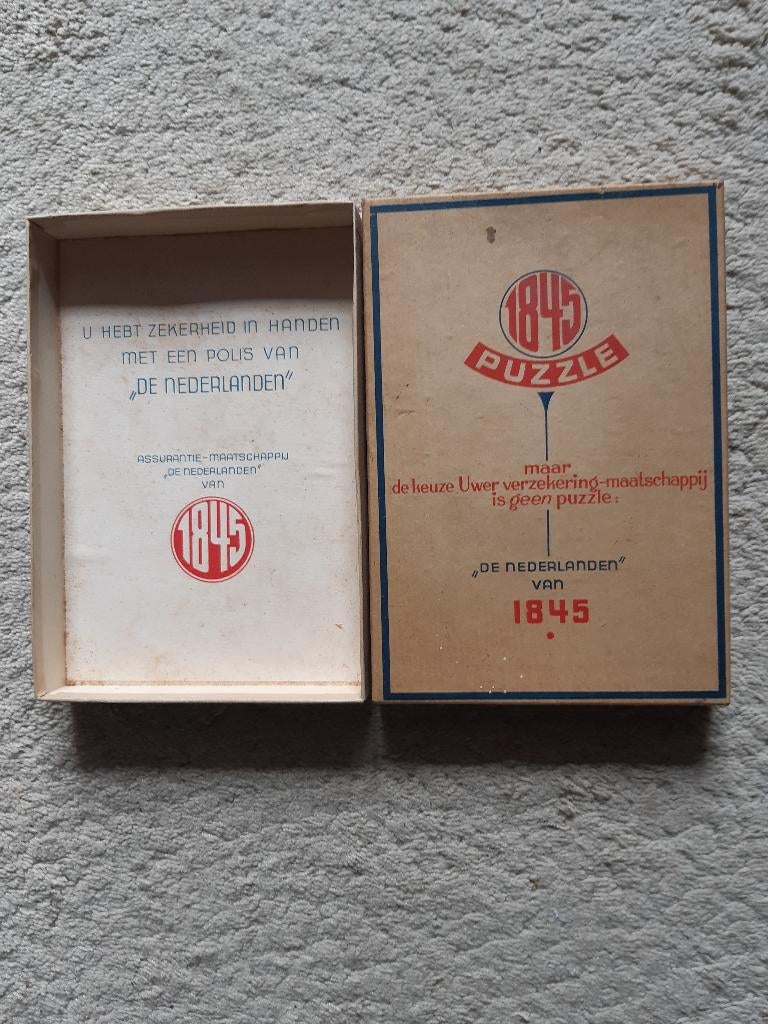 U HEBT ZEKERHEID IN HANDEN
MET EEN POLIS VAN
„DE NEDERLANDEN”
ASSURANTIE-MAATSCHAPPIJ
„DE NEDERLANDEN”
VAN
1845
1845
PUZZLE
maar
de keuze Uwer verzekering-maatschappij
is geen puzzle:
„DE NEDERLANDEN”
VAN
1845